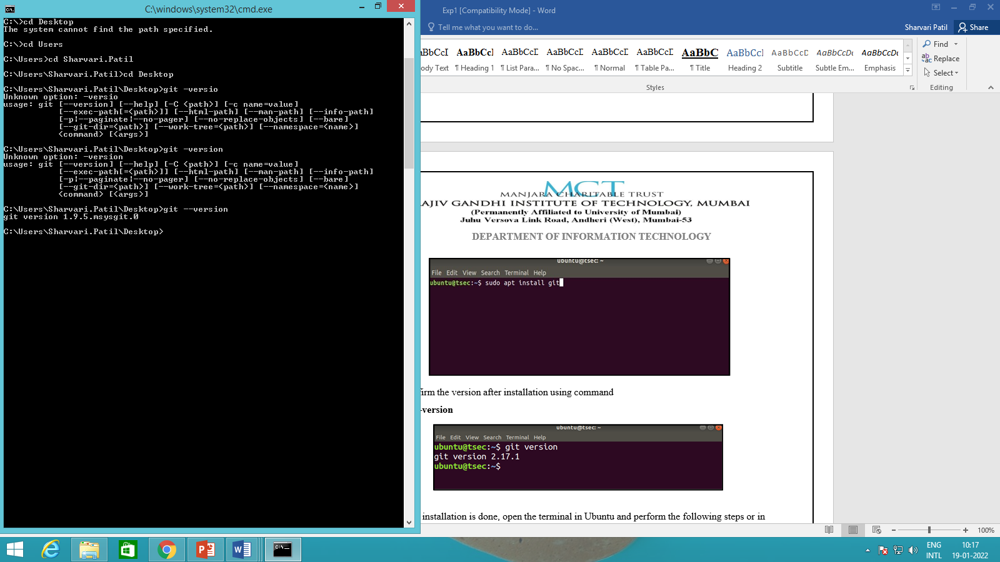 C:\windows\system32\cmd.exe
C:\>cd Desktop
The system cannot find the path specified.
C:\>cd Users
C:\Users>cd Sharvari.Patil
C:\Users\Sharvari.Patil>cd Desktop
C:\Users\Sharvari.Patil\Desktop>git -versio
Unknown option: -versio
usage: git [--version] [--help] [-C <path>] [-c name=value]
[--exec-path[=<path>]] [--html-path] [--man-path] [--info-path]
[-p¦--paginate¦--no-pager] [--no-replace-objects] [--bare]
[--git-dir=<path>] [--work-tree=<path>] [--namespace=<name>]
<command> [<args>]
C:\Users\Sharvari.Patil\Desktop>git -version
Unknown option: -version
usage: git [--version] [--help] [-C <path>] [-c name=value]
[--exec-path[=<path>]] [--html-path] [--man-path] [--info-path]
[-p¦--paginate¦--no-pager] [--no-replace-objects] [--bare]
[--git-dir=<path>] [--work-tree=<path>] [--namespace=<name>]
<command> [<args>]
C:\Users\Sharvari.Patil\Desktop>git --version
git version 1.9.5.msysgit.0
C:\Users\Sharvari.Patil\Desktop>
Exp1 [Compatibility Mode] - Word
Tell me what you want to do...
Sharvari Patil Share
aBbCcI AaBbCcI AaBbCcD AaBbCcD AaBbCcD AaBbCcD AaBbC AaBbCcI AaBbCcD AaBbCcDc AaBbCcDc
ody Text ¶ Heading 1 ¶ List Para... ¶ No Spac... ¶ Normal ¶ Table Pa... ¶ Title Heading 2 Subtitle Subtle Em... Emphasis
Styles
Find
Replace
Select
Editing
MCT
MANJARA CHARITABLE TRUST
AJIV GANDHI INSTITUTE OF TECHNOLOGY, MUMBAI
(Permanently Affiliated to University of Mumbai)
Juhu Versova Link Road, Andheri (West), Mumbai-53
DEPARTMENT OF INFORMATION TECHNOLOGY
ubuntu@tsec: ~
File Edit View Search Terminal Help
ubuntu@tsec:~$ sudo apt install git
firm the version after installation using command
-version
ubuntu@tsec: ~
File Edit View Search Terminal Help
ubuntu@tsec:~$ git version
git version 2.17.1
ubuntu@tsec:~$
installation is done, open the terminal in Ubuntu and perform the following steps or in
100%
ENG
INTL
10:17
19-01-2022